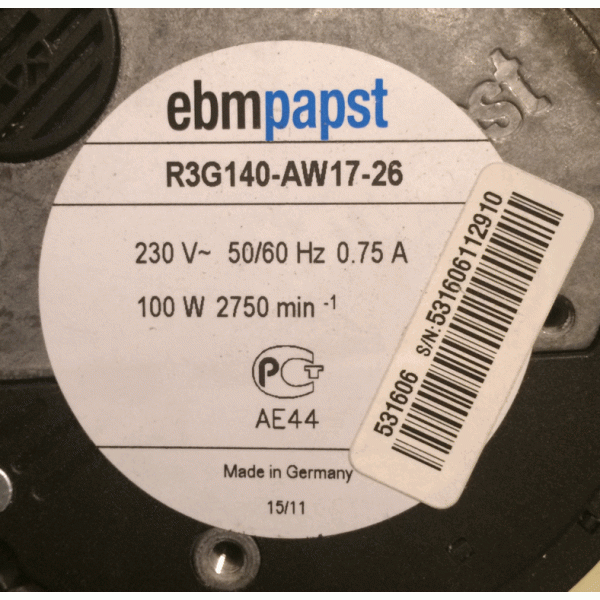 ebmpapst
st
R3G140-AW17-26
230 V~ 50/60 Hz 0.75 A
100 W 2750 min -1
PCT
AE44
Made in Germany
15/11
531606 S/N:531606112910